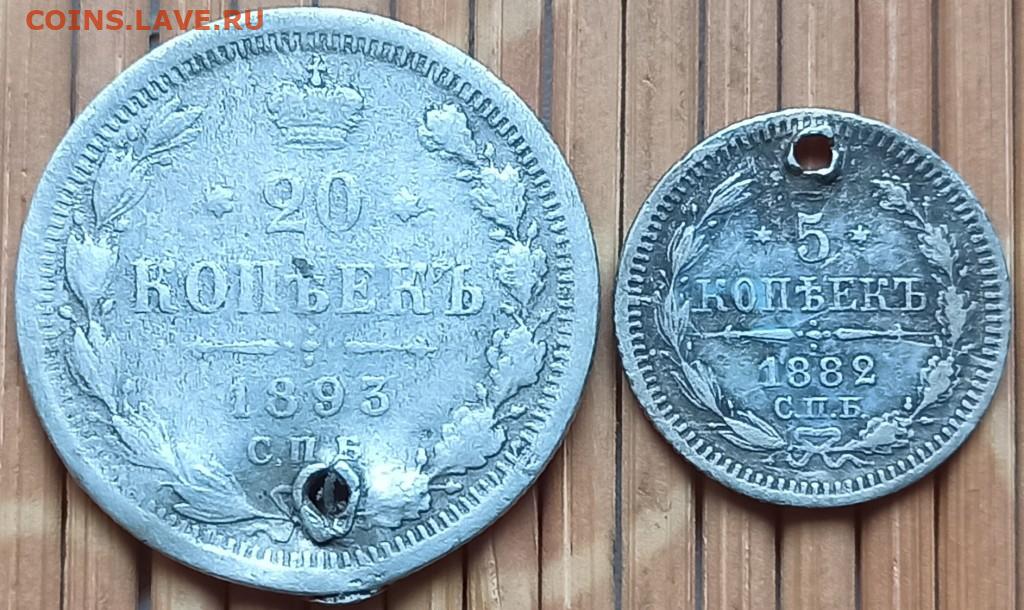 COINS.LAVE.RU
20
КОПѢЕКЪ
1893
С.П.Б
5
КОПѢЕКЪ
1882
С.П.Б.